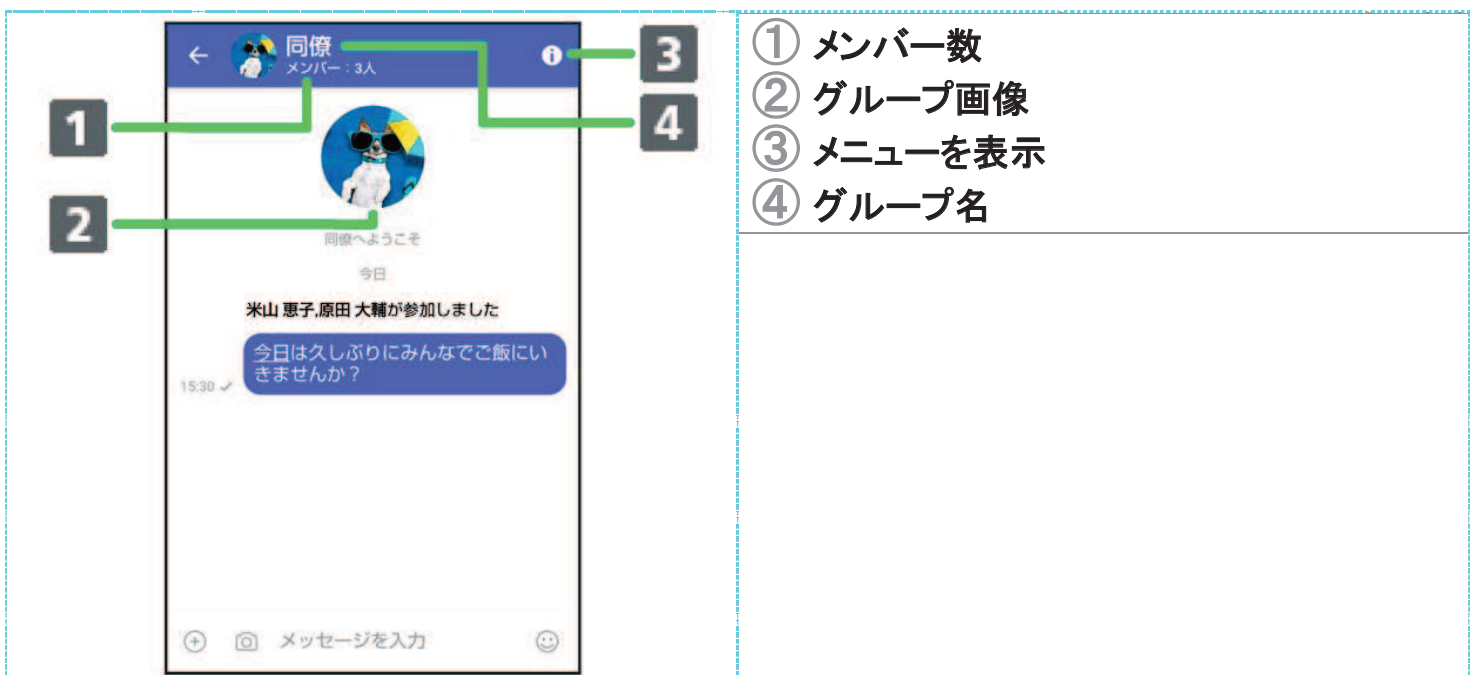 同僚
メンバー：3人
1
2
3
4
同僚へようこそ
今日
米山 恵子,原田 大輔が参加しました
今日は久しぶりにみんなでご飯にい
きませんか？
15:30
メッセージを入力
① メンバー数
② グループ画像
③ メニューを表示
④ グループ名